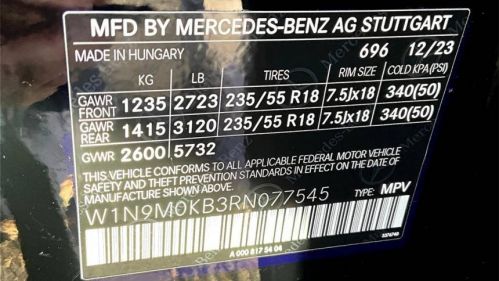 MFD BY MERCEDES-BENZ AG STUTTGART
MADE IN HUNGARY 696 12/23
KG LB TIRES RIM SIZE COLD KPA(PSI)
GAWR FRONT 1235 2723 235/55 R18 7.5Jx18 340(50)
GAWR REAR 1415 3120 235/55 R18 7.5Jx18 340(50)
GWR 2600 5732
THIS VEHICLE CONFORMS TO ALL APPLICABLE FEDERAL MOTOR VEHICLE
SAFETY AND THEFT PREVENTION STANDARDS IN EFFECT ON THE DATE OF
MANUFACTURE SHOWN ABOVE.
W1N9M0KB3RN077545 TYPE: MPV
A 000 817 54 04